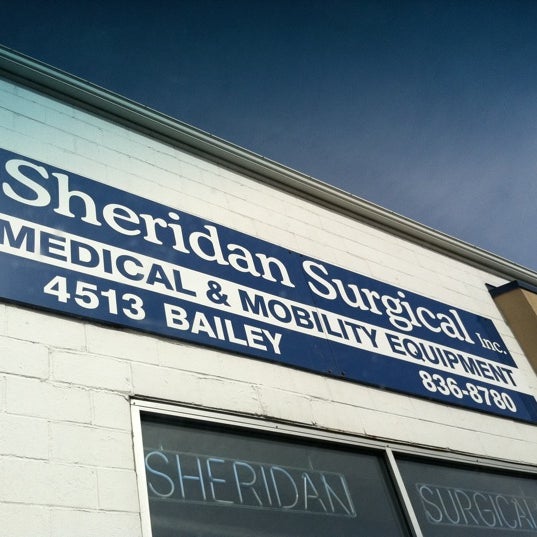 Sheridan Surgical Inc.
MEDICAL & MOBILITY EQUIPMENT
4513 BAILEY 836-8780
SHERIDAN SURGICAL